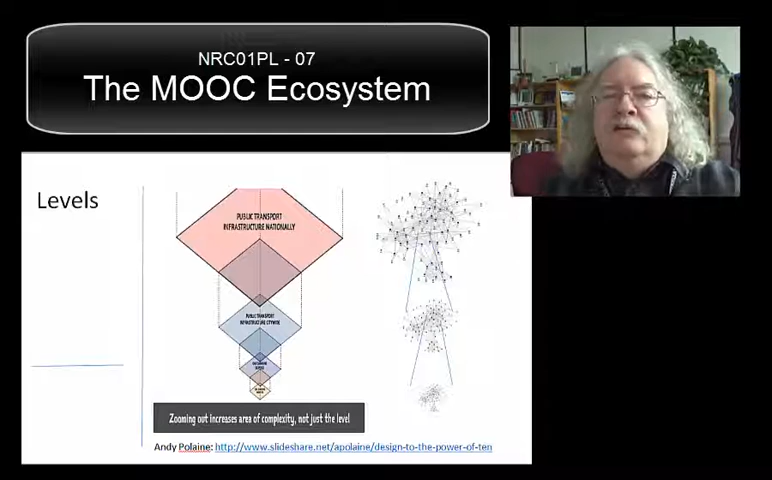 NRC01PL - 07
The MOOC Ecosystem
Levels
PUBLIC TRANSPORT
INFRASTRUCTURE NATIONALLY
PUBLIC TRANSPORT
INFRASTRUCTURE CITYWIDE
Zooming out increases area of complexity, not just the level
Andy Polaine: http://www.slideshare.net/apolaine/design-to-the-power-of-ten